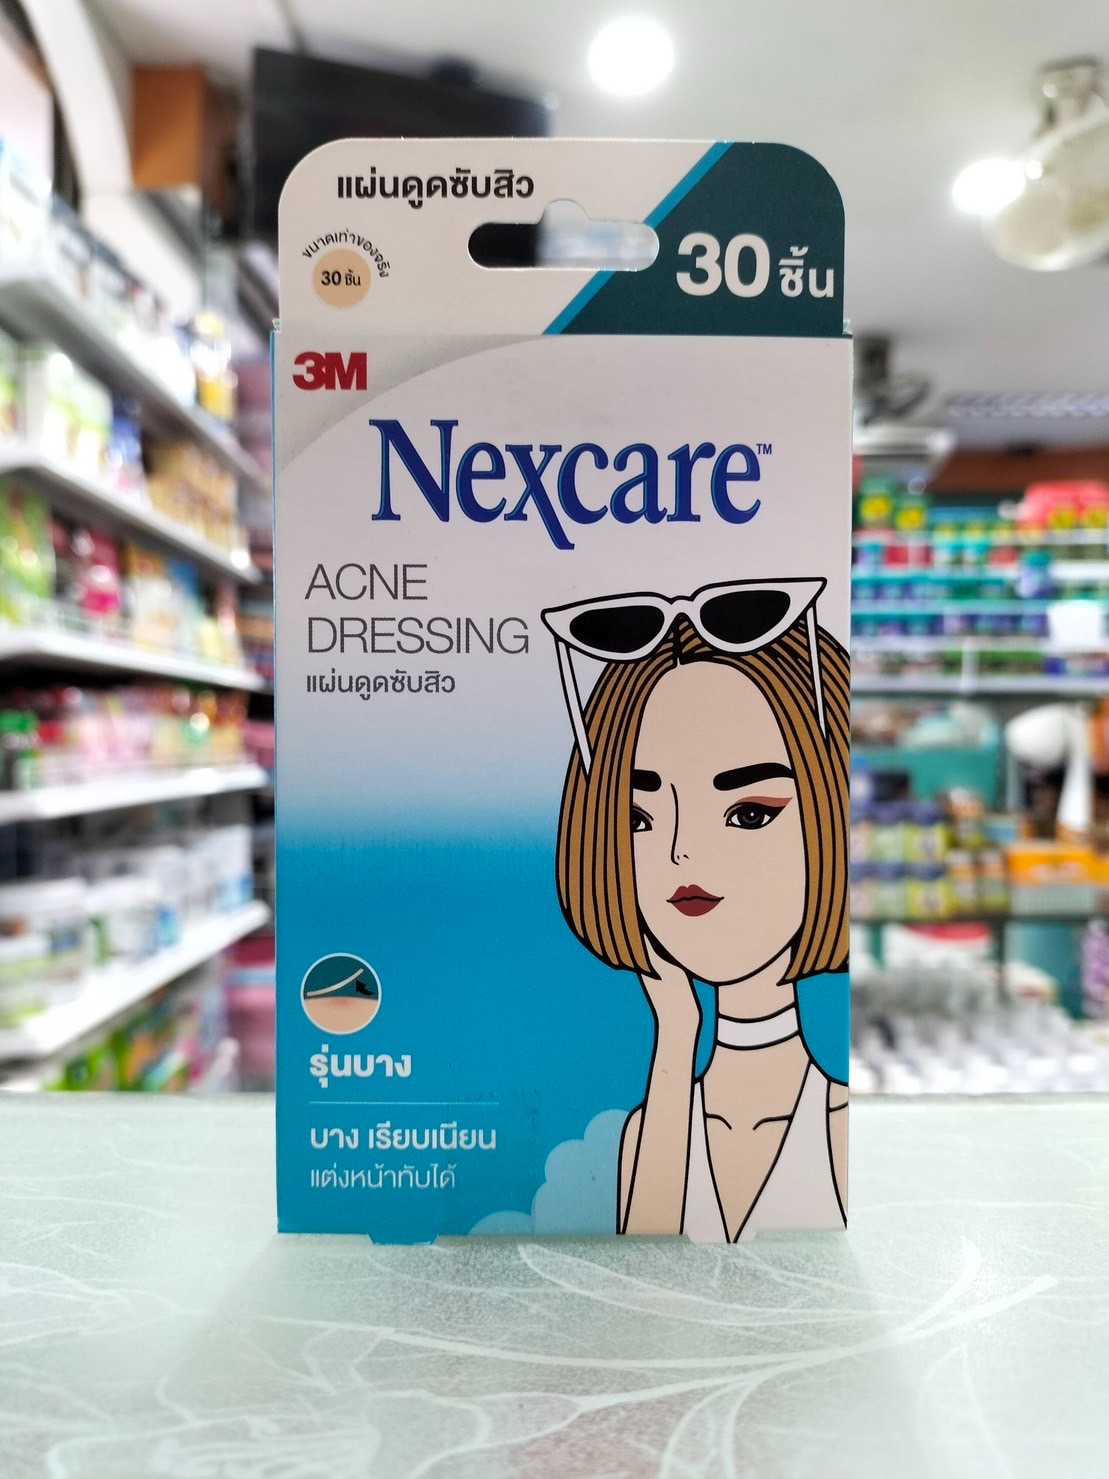 แผ่นดูดซับสิว
ขนาดเท่าของจริง
30 ชิ้น
30 ชิ้น
3M
Nexcare™
ACNE
DRESSING
แผ่นดูดซับสิว
รุ่นบาง
บาง เรียบเนียน
แต่งหน้าทับได้